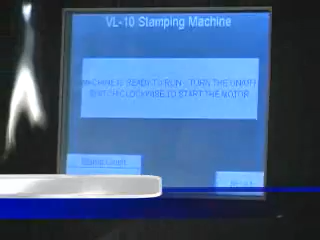 VL-10 Stamping Machine
MACHINE IS READY TO RUN - TURN THE ON/OFF
SWITCH CLOCKWISE TO START THE MOTOR